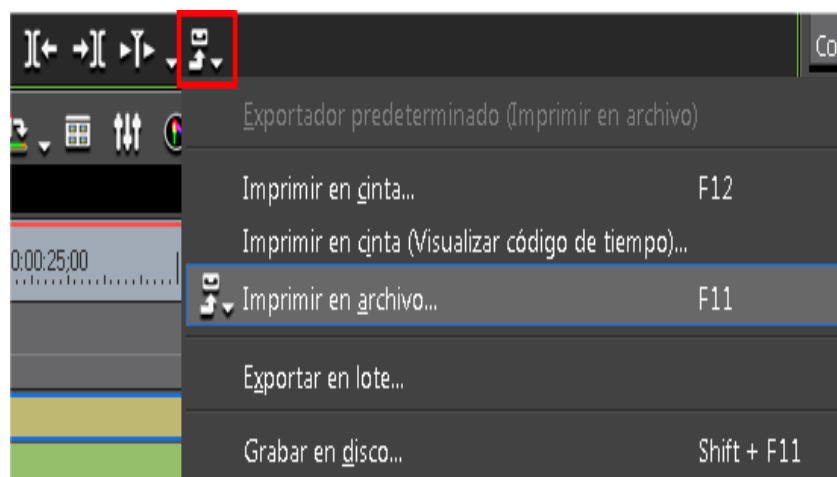 Co
Exportador predeterminado (Imprimir en archivo)
Imprimir en cinta... F12
Imprimir en cinta (Visualizar código de tiempo)...
0:00:25;00
Imprimir en archivo... F11
Exportar en lote...
Grabar en disco... Shift + F11